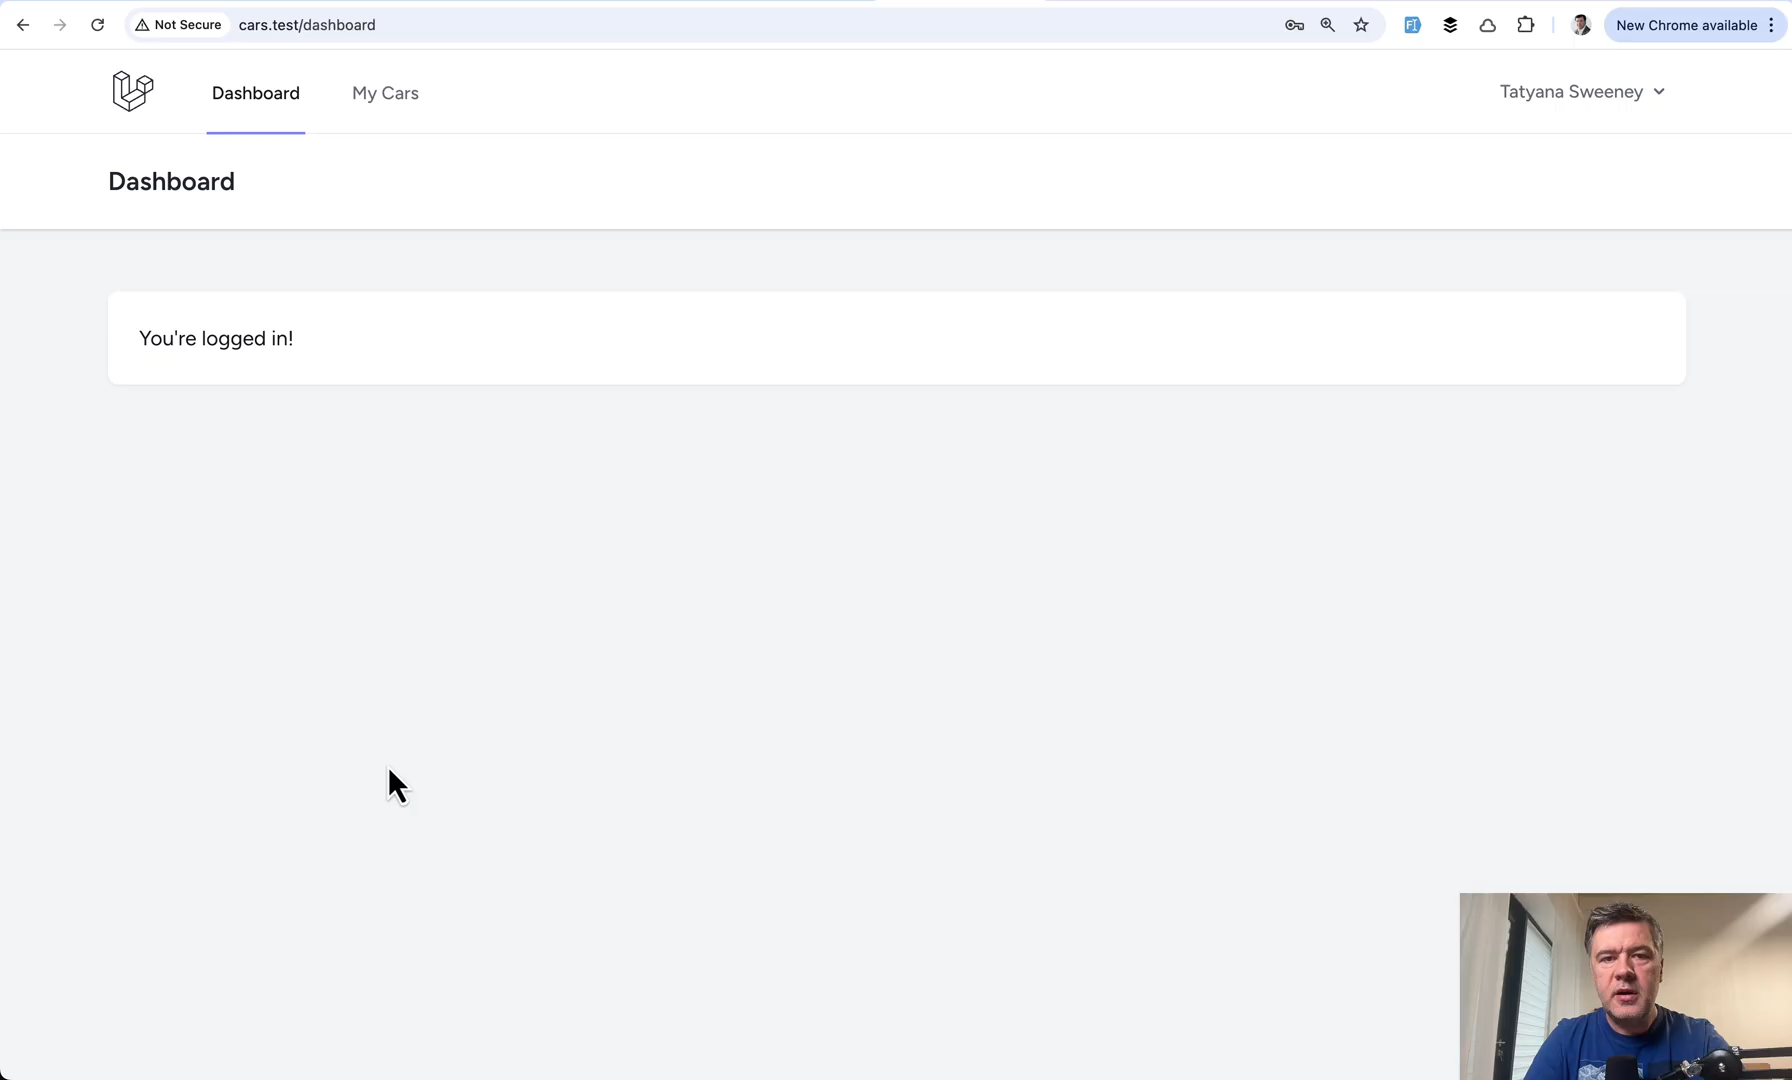 Not Secure
cars.test/dashboard
New Chrome available
Dashboard
My Cars
Tatyana Sweeney
Dashboard
You're logged in!